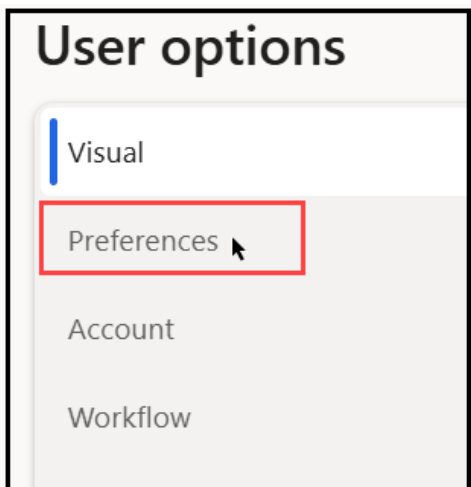 User options
Visual
Preferences
Account
Workflow